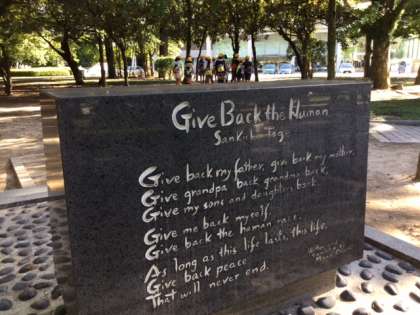 Give Back the Human
Sankichi Toge
Give back my father, give back my mother,
Give grandpa back, grandma back,
Give my sons and daughters back.
Give me back myself,
Give back the human race.
As long as this life lasts, this life,
Give back peace
That will never end.